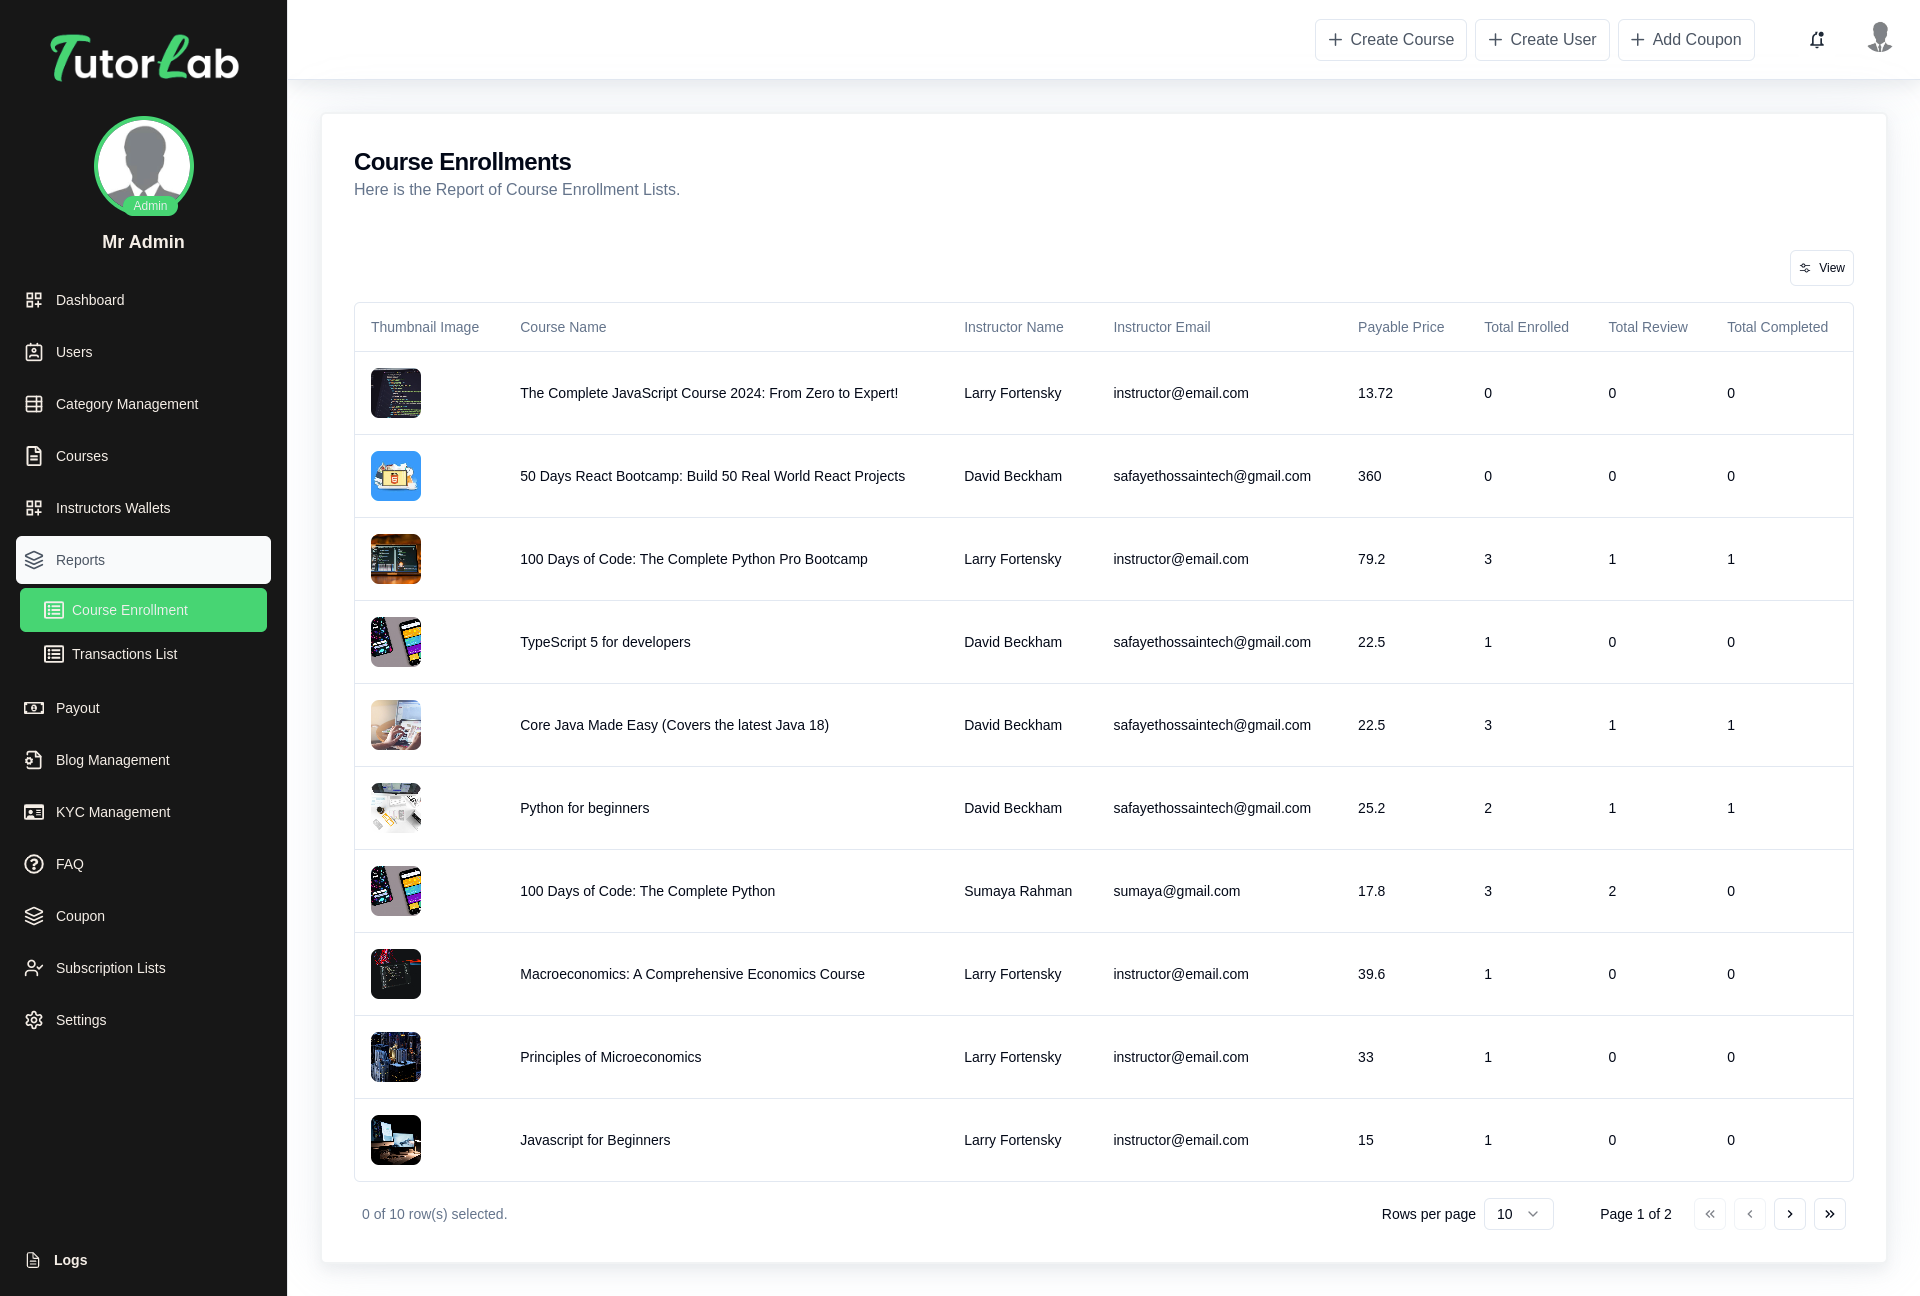 TutorLab
Admin
Mr Admin
Dashboard
Users
Category Management
Courses
Instructors Wallets
Reports
Course Enrollment
Transactions List
Payout
Blog Management
KYC Management
FAQ
Coupon
Subscription Lists
Settings
Logs
Create Course Create User Add Coupon
Course Enrollments
Here is the Report of Course Enrollment Lists.
View
Thumbnail Image Course Name Instructor Name Instructor Email Payable Price Total Enrolled Total Review Total Completed
The Complete JavaScript Course 2024: From Zero to Expert! Larry Fortensky instructor@email.com 13.72 0 0 0
50 Days React Bootcamp: Build 50 Real World React Projects David Beckham safayethossaintech@gmail.com 360 0 0 0
100 Days of Code: The Complete Python Pro Bootcamp Larry Fortensky instructor@email.com 79.2 3 1 1
TypeScript 5 for developers David Beckham safayethossaintech@gmail.com 22.5 1 0 0
Core Java Made Easy (Covers the latest Java 18) David Beckham safayethossaintech@gmail.com 22.5 3 1 1
Python for beginners David Beckham safayethossaintech@gmail.com 25.2 2 1 1
100 Days of Code: The Complete Python Sumaya Rahman sumaya@gmail.com 17.8 3 2 0
Macroeconomics: A Comprehensive Economics Course Larry Fortensky instructor@email.com 39.6 1 0 0
Principles of Microeconomics Larry Fortensky instructor@email.com 33 1 0 0
Javascript for Beginners Larry Fortensky instructor@email.com 15 1 0 0
0 of 10 row(s) selected. Rows per page 10 Page 1 of 2